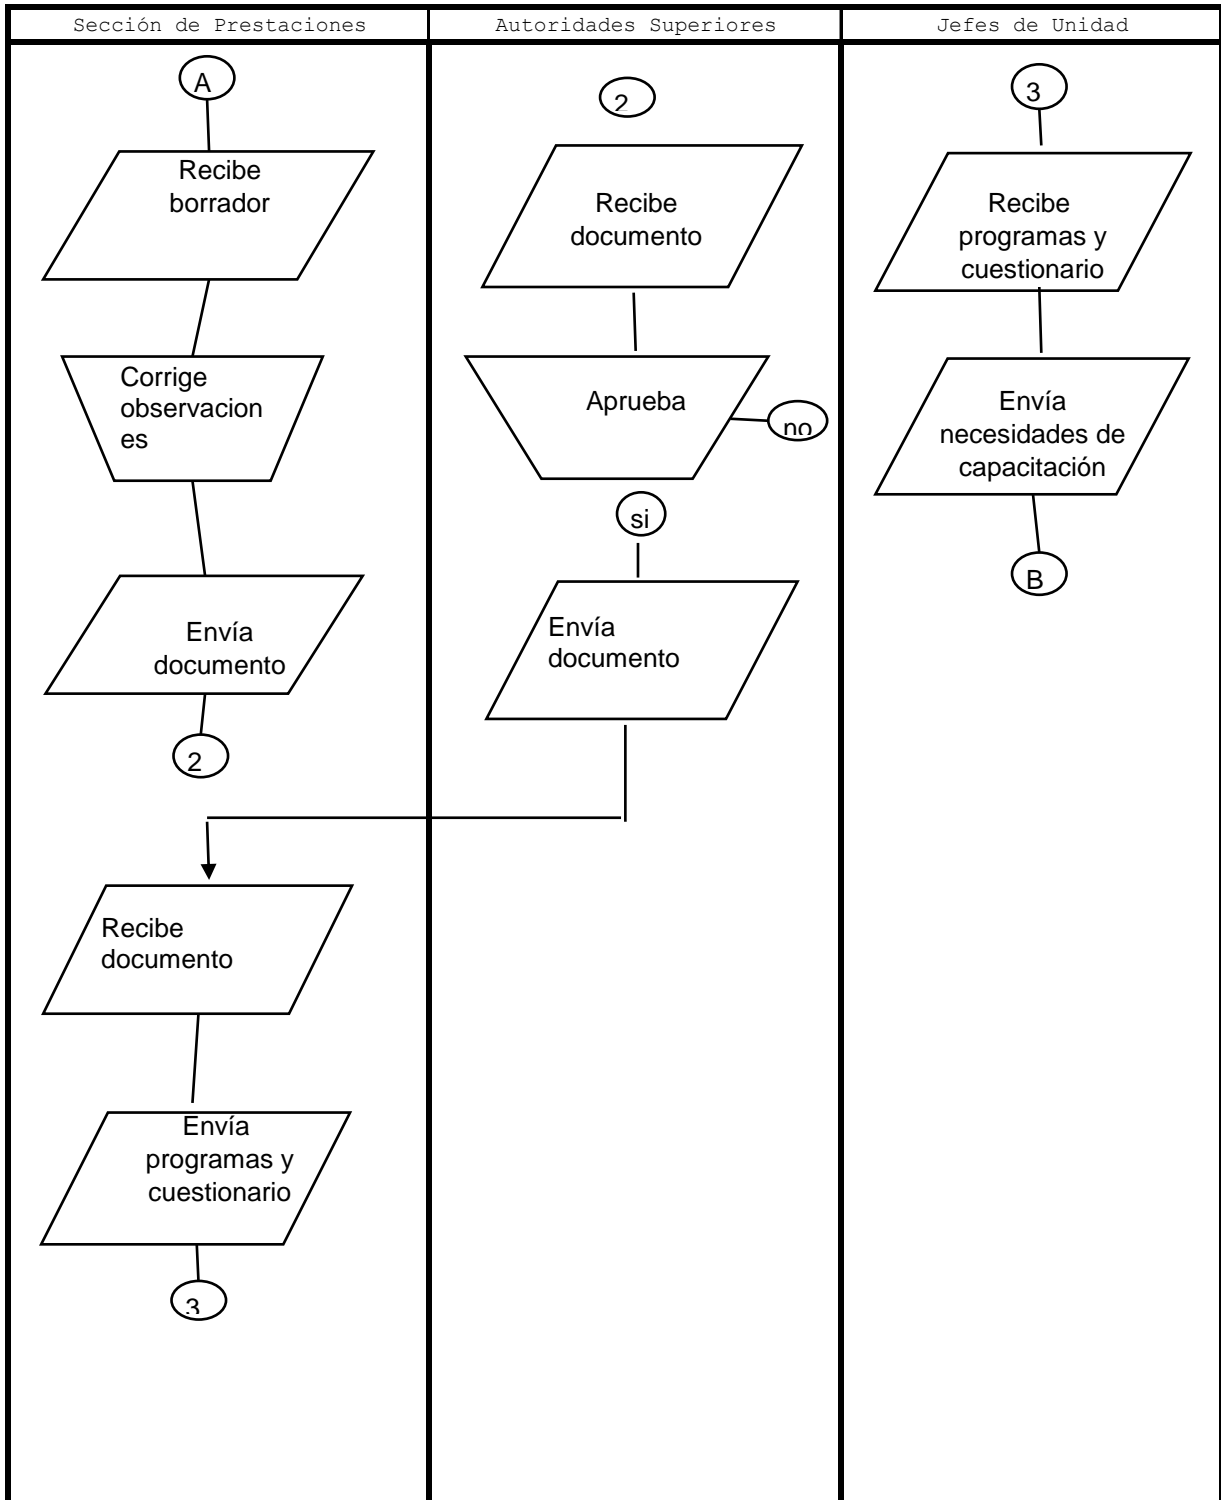 Sección de Prestaciones
Autoridades Superiores
Jefes de Unidad
A
Recibe
borrador
Corrige
observacion
es
Envía
documento
2
Recibe
documento
Envía
programas y
cuestionario
3
2
Recibe
documento
Aprueba
no
si
Envía
documento
3
Recibe
programas y
cuestionario
Envía
necesidades de
capacitación
B